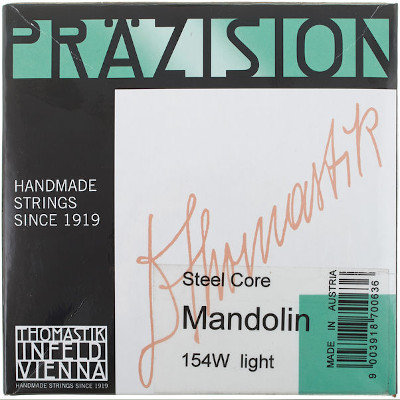 PRÄZISION
HANDMADE
STRINGS
SINCE 1919
Thomastik
Steel Core
Mandolin
154W light
MADE IN AUSTRIA
9 003918 700636
THOMASTIK
INFELD
VIENNA
HANDMADE STRINGS SINCE 1919